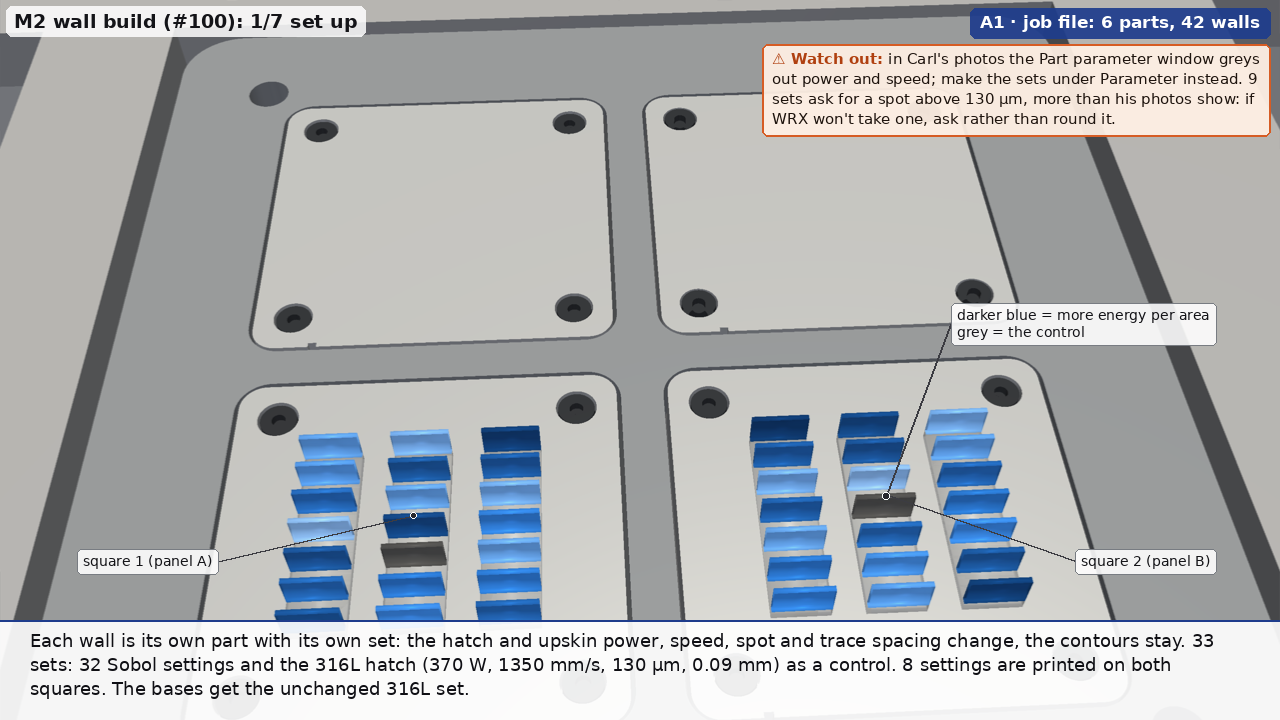 M2 wall build (#100): 1/7 set up
A1 · job file: 6 parts, 42 walls
⚠ Watch out: in Carl's photos the Part parameter window greys
out power and speed; make the sets under Parameter instead. 9
sets ask for a spot above 130 µm, more than his photos show: if
WRX won't take one, ask rather than round it.
darker blue = more energy per area
grey = the control
square 1 (panel A)
square 2 (panel B)
Each wall is its own part with its own set: the hatch and upskin power, speed, spot and trace spacing change, the contours stay. 33
sets: 32 Sobol settings and the 316L hatch (370 W, 1350 mm/s, 130 µm, 0.09 mm) as a control. 8 settings are printed on both
squares. The bases get the unchanged 316L set.